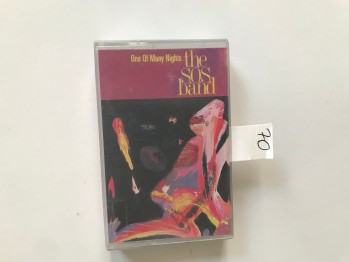 One Of Many Nights
the
SOS
band
70